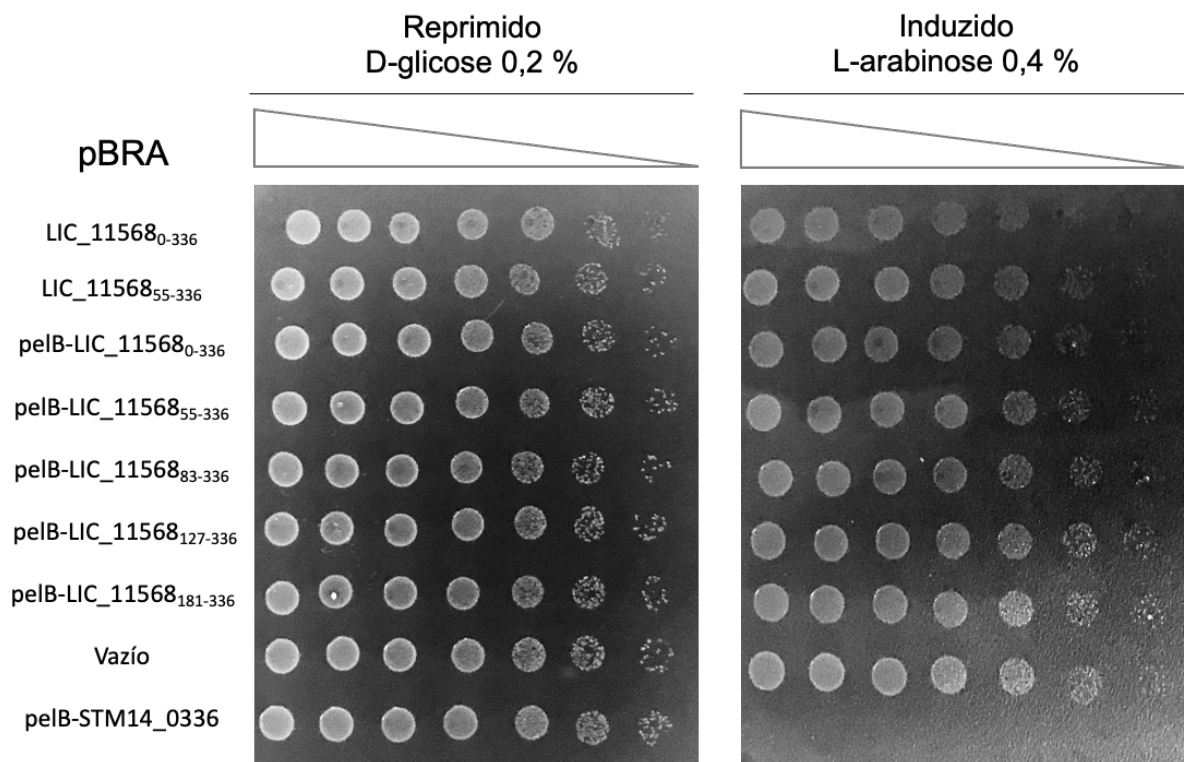 Reprimido
D-glicose 0,2 %
Induzido
L-arabinose 0,4 %
pBRA
LIC_11568₀₋₃₃₆
LIC_11568₅₅₋₃₃₆
pelB-LIC_11568₀₋₃₃₆
pelB-LIC_11568₅₅₋₃₃₆
pelB-LIC_11568₈₃₋₃₃₆
pelB-LIC_11568₁₂₇₋₃₃₆
pelB-LIC_11568₁₈₁₋₃₃₆
Vazío
pelB-STM14_0336